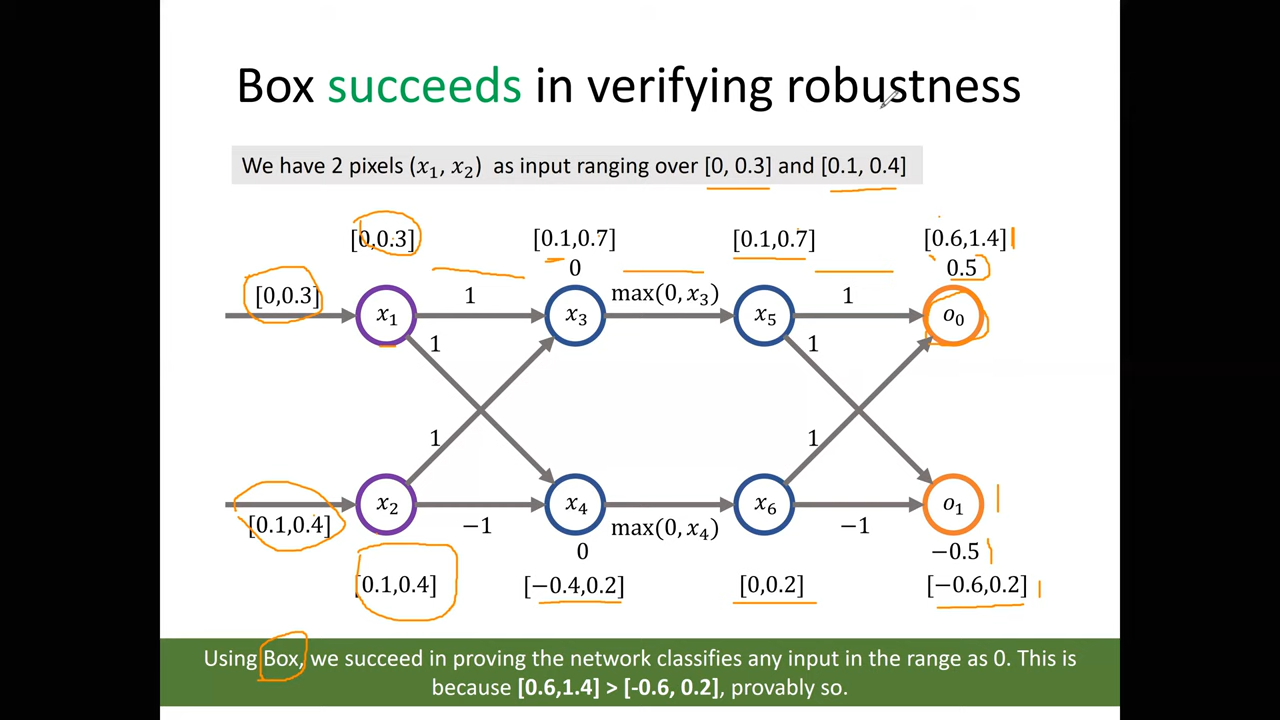 Box succeeds in verifying robustness
We have 2 pixels (x₁, x₂) as input ranging over [0, 0.3] and [0.1, 0.4]
[0,0.3] [0.1,0.7] [0.1,0.7] [0.6,1.4]
0 0.5
[0,0.3] 1 max(0, x₃) 1
x₁ x₃ x₅ o₀
1 1
1 1
x₂ x₄ x₆ o₁
[0.1,0.4] −1 max(0, x₄) −1
0 −0.5
[0.1,0.4] [−0.4,0.2] [0,0.2] [−0.6,0.2]
Using Box, we succeed in proving the network classifies any input in the range as 0. This is
because [0.6,1.4] > [-0.6, 0.2], provably so.